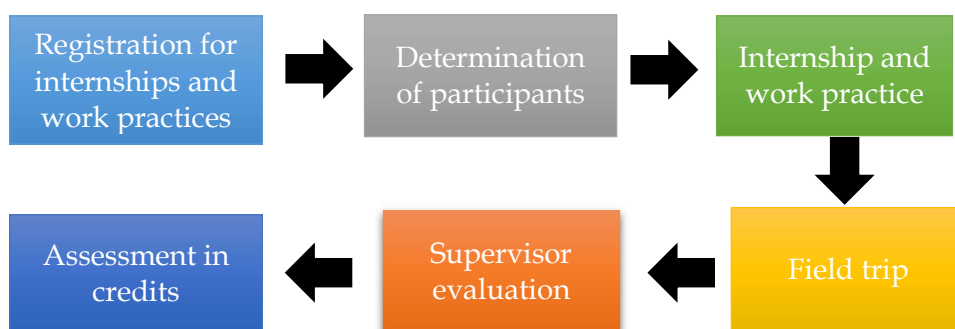 Registration for
internships and
work practices
Determination
of participants
Internship and
work practice
Field trip
Supervisor
evaluation
Assessment in
credits